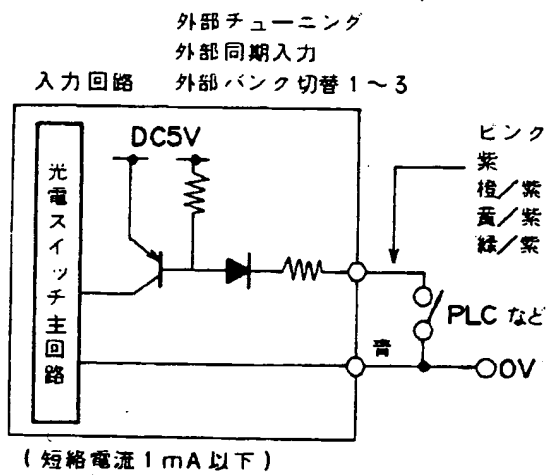 外部チューニング
外部同期入力
入力回路 外部バンク切替1～3
DC5V
光電スイッチ主回路
ピンク
紫
橙／紫
黄／紫
緑／紫
PLCなど
青
0V
(短絡電流1mA以下)